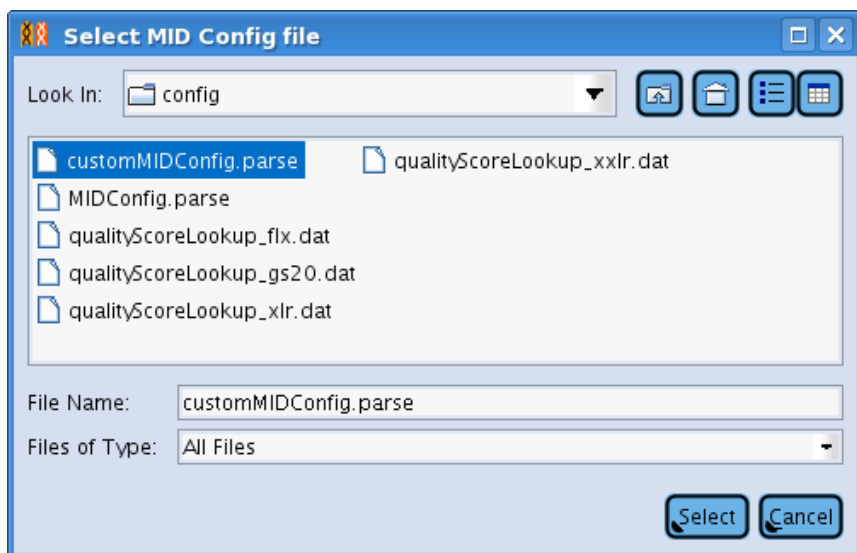 Select MID Config file
Look In: config
customMIDConfig.parse qualityScoreLookup_xxlr.dat
MIDConfig.parse
qualityScoreLookup_flx.dat
qualityScoreLookup_gs20.dat
qualityScoreLookup_xlr.dat
File Name: customMIDConfig.parse
Files of Type: All Files
Select Cancel